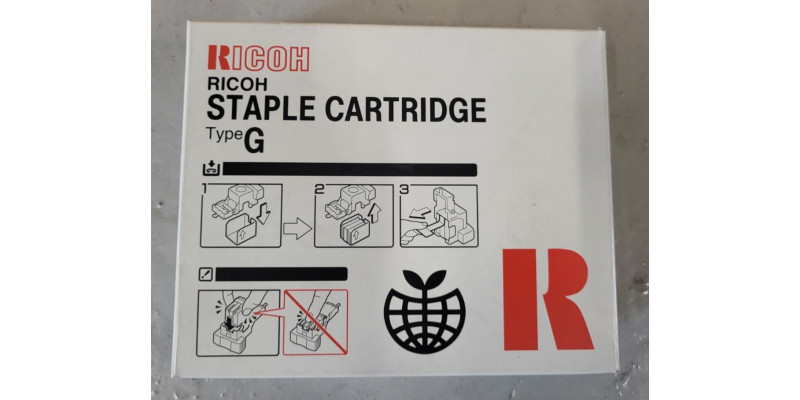 RICOH
RICOH
STAPLE CARTRIDGE
Type G
1 2 3
R